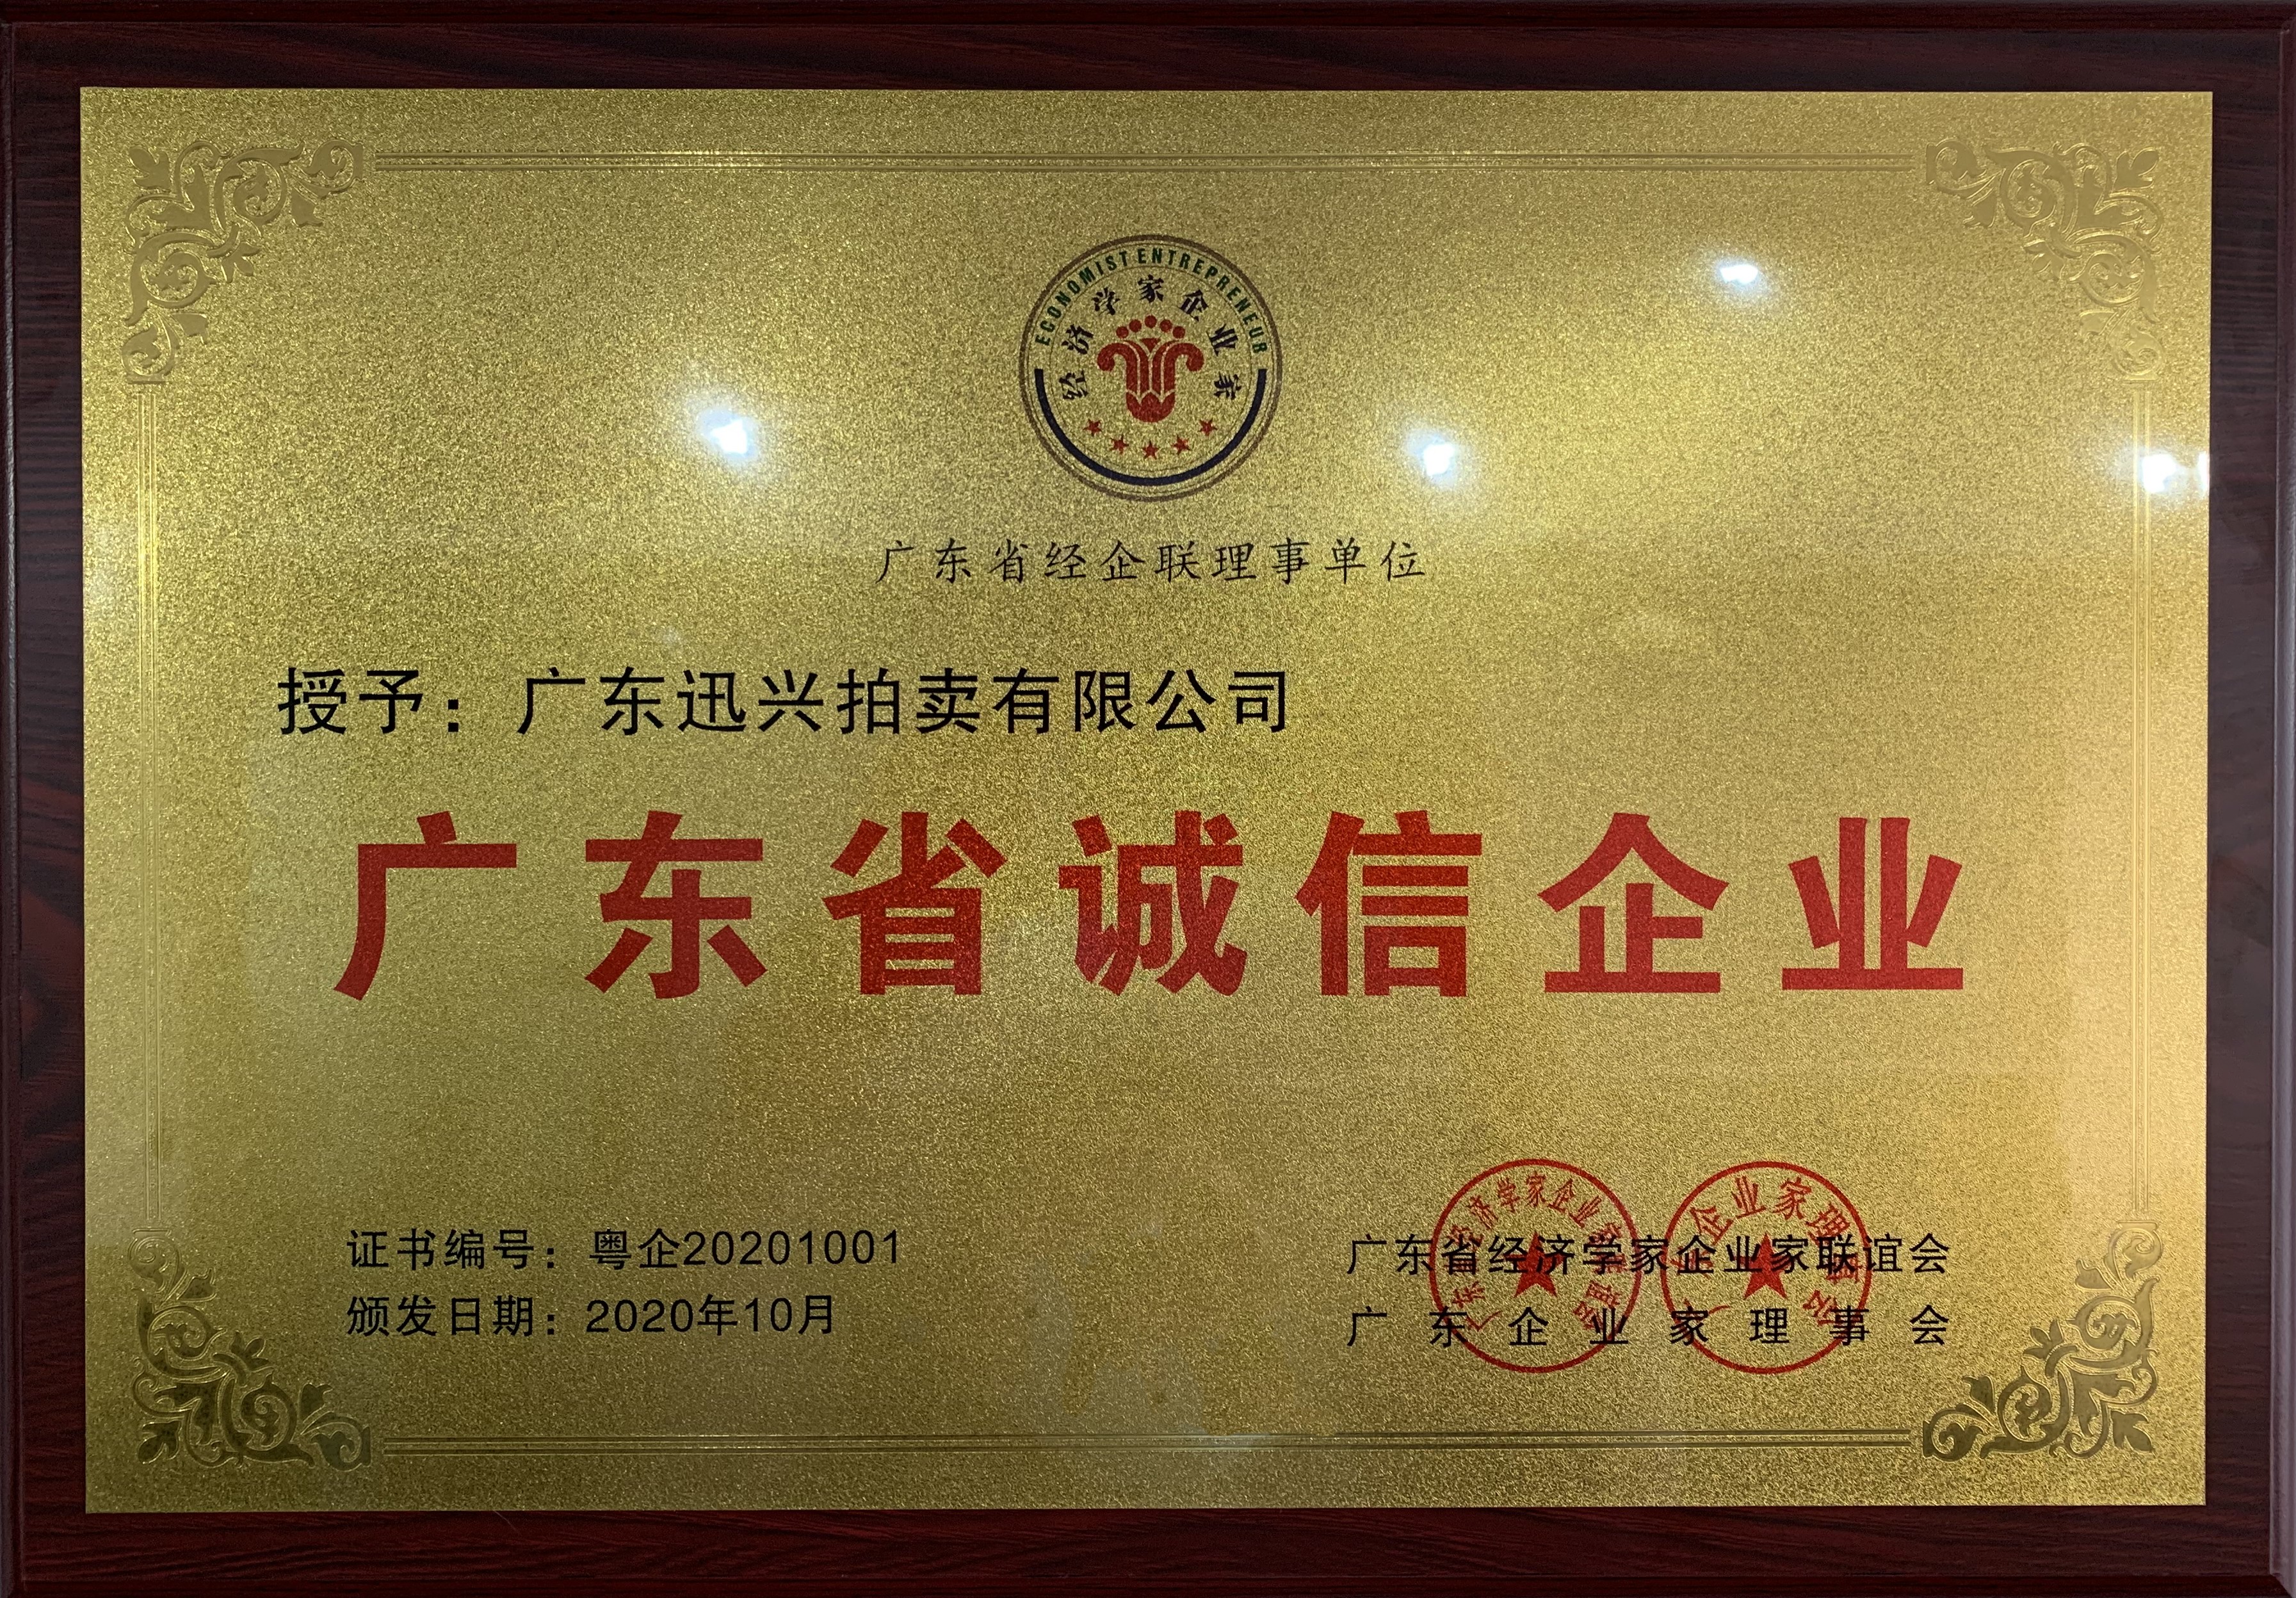 ECONOMIST ENTREPRENEUR
经济学家企业家
广东省经企联理事单位
授予：广东迅兴拍卖有限公司
广东省诚信企业
证书编号：粤企20201001
颁发日期：2020年10月
广东省经济学家企业家联谊会
广东企业家理事会